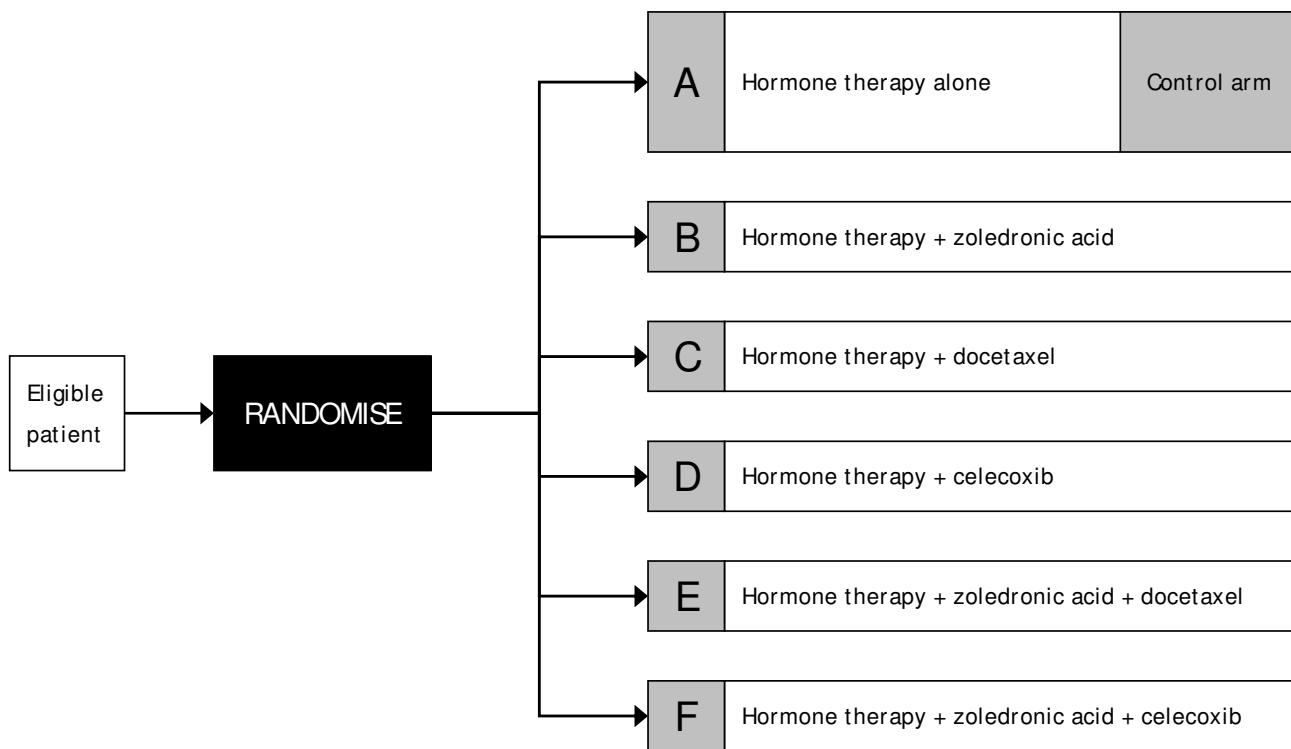 Eligible
patient
RANDOMISE
A
Hormone therapy alone
Control arm
B
Hormone therapy + zoledronic acid
C
Hormone therapy + docetaxel
D
Hormone therapy + celecoxib
E
Hormone therapy + zoledronic acid + docetaxel
F
Hormone therapy + zoledronic acid + celecoxib